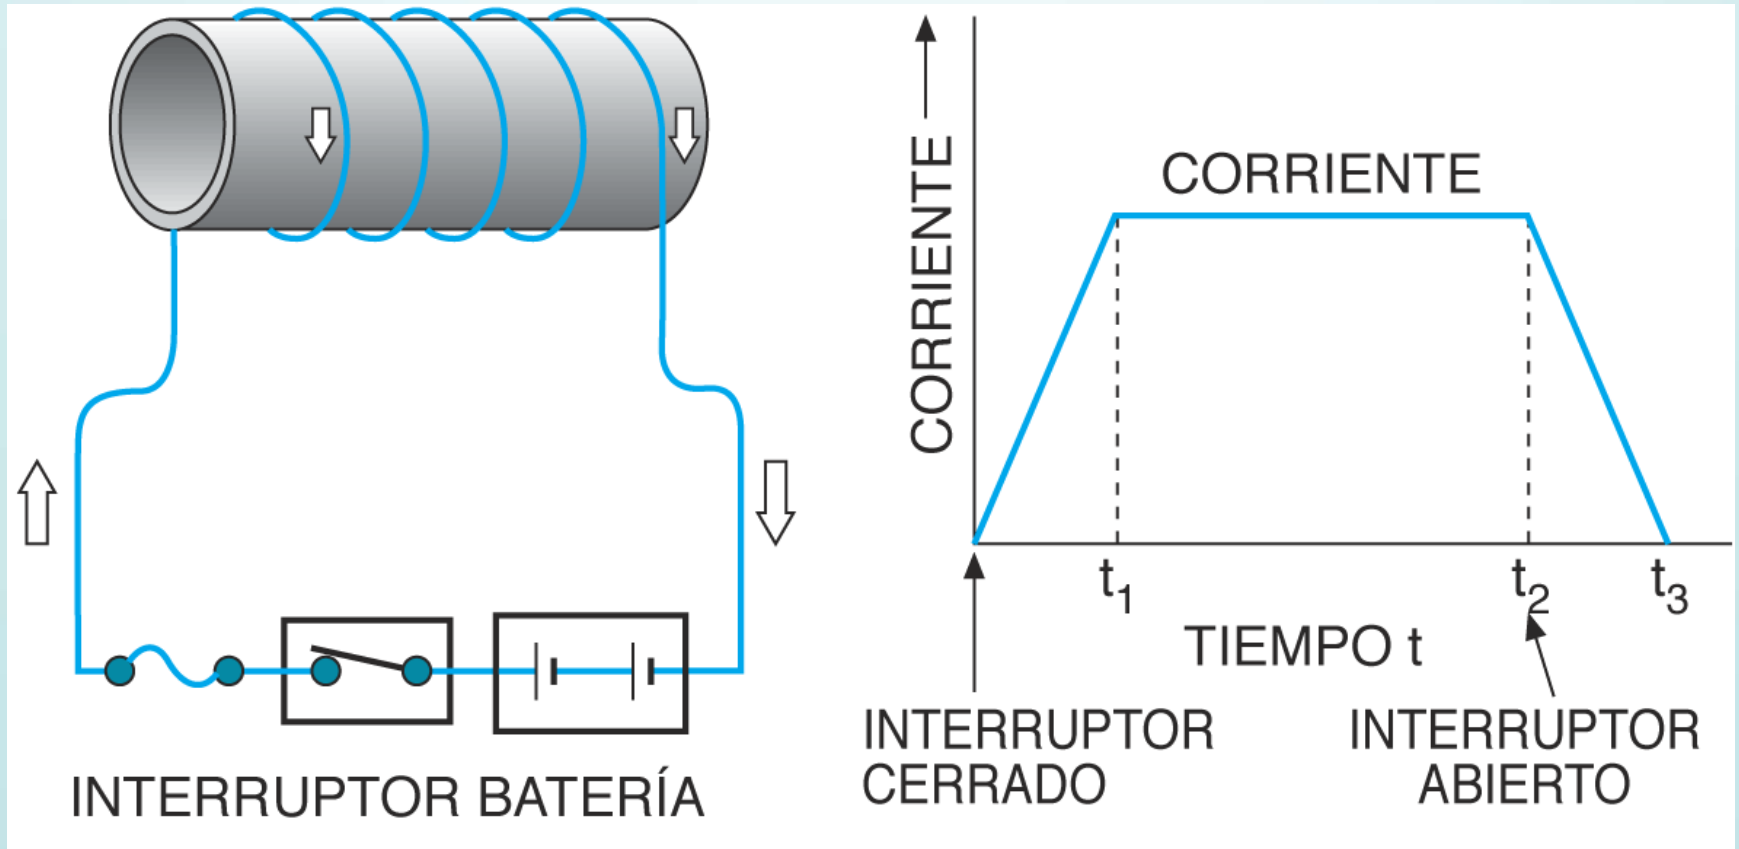 INTERRUPTOR BATERÍA
CORRIENTE
CORRIENTE
t1
t2
t3
TIEMPO t
INTERRUPTOR
CERRADO
INTERRUPTOR
ABIERTO